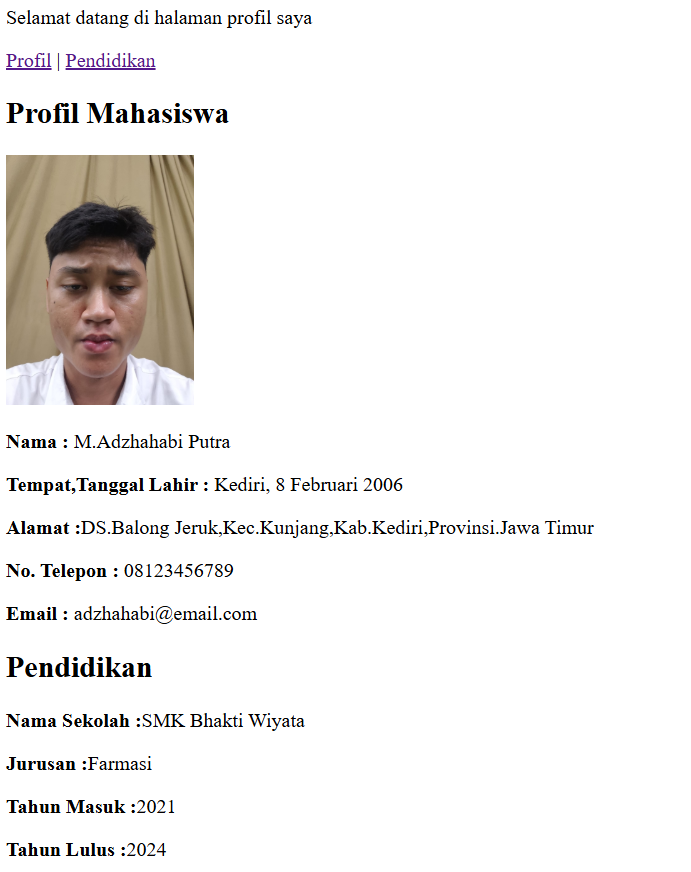 Selamat datang di halaman profil saya
Profil | Pendidikan
Profil Mahasiswa
Nama : M.Adzhahabi Putra
Tempat,Tanggal Lahir : Kediri, 8 Februari 2006
Alamat :DS.Balong Jeruk,Kec.Kunjang,Kab.Kediri,Provinsi.Jawa Timur
No. Telepon : 08123456789
Email : adzhahabi@email.com
Pendidikan
Nama Sekolah :SMK Bhakti Wiyata
Jurusan :Farmasi
Tahun Masuk :2021
Tahun Lulus :2024